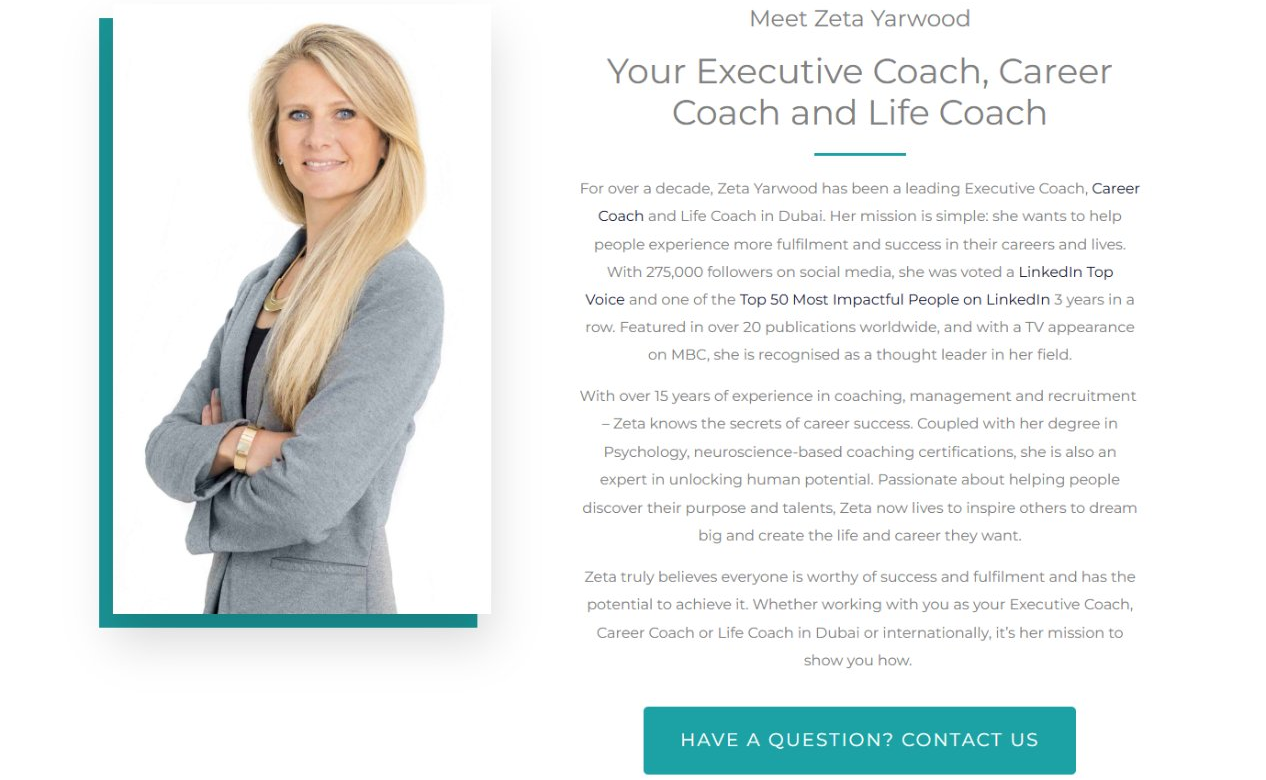 Meet Zeta Yarwood
Your Executive Coach, Career
Coach and Life Coach
For over a decade, Zeta Yarwood has been a leading Executive Coach, Career
Coach and Life Coach in Dubai. Her mission is simple: she wants to help
people experience more fulfilment and success in their careers and lives.
With 275,000 followers on social media, she was voted a LinkedIn Top
Voice and one of the Top 50 Most Impactful People on LinkedIn 3 years in a
row. Featured in over 20 publications worldwide, and with a TV appearance
on MBC, she is recognised as a thought leader in her field.
With over 15 years of experience in coaching, management and recruitment
– Zeta knows the secrets of career success. Coupled with her degree in
Psychology, neuroscience-based coaching certifications, she is also an
expert in unlocking human potential. Passionate about helping people
discover their purpose and talents, Zeta now lives to inspire others to dream
big and create the life and career they want.
Zeta truly believes everyone is worthy of success and fulfilment and has the
potential to achieve it. Whether working with you as your Executive Coach,
Career Coach or Life Coach in Dubai or internationally, it’s her mission to
show you how.
HAVE A QUESTION? CONTACT US